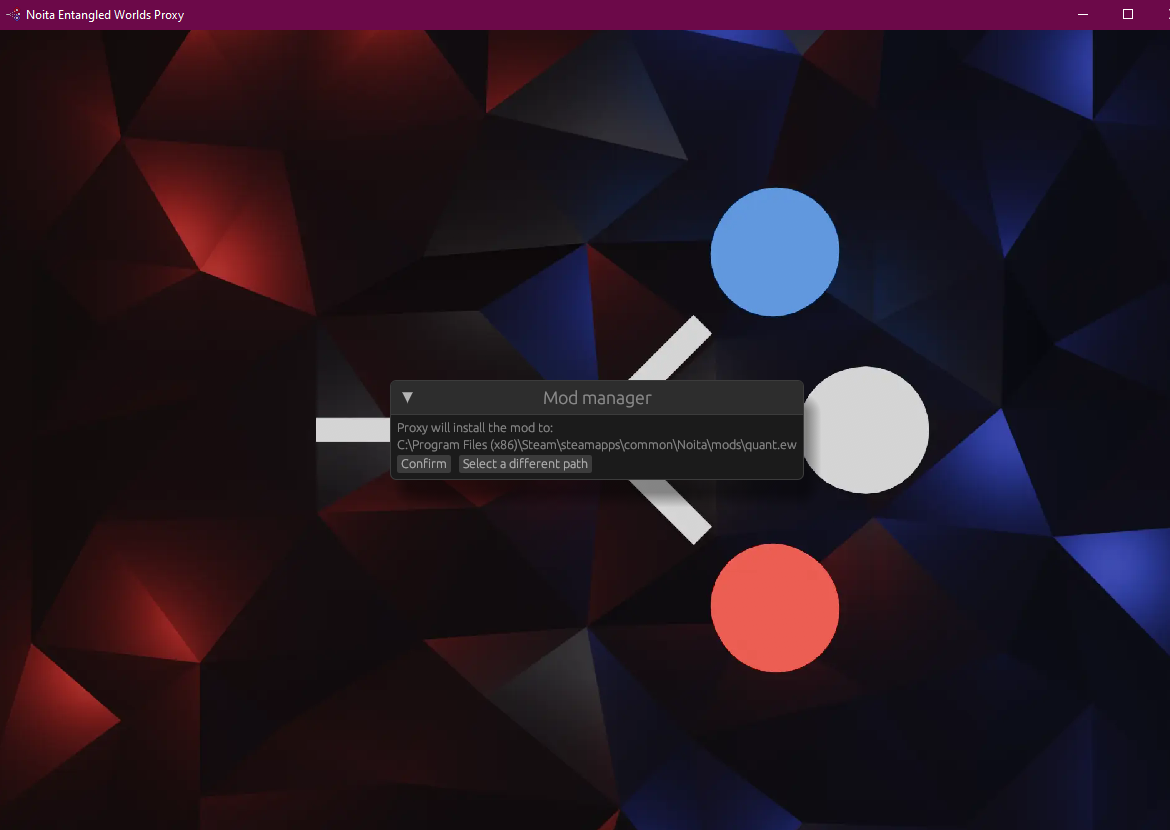 Noita Entangled Worlds Proxy
Mod manager
Proxy will install the mod to:
C:\Program Files (x86)\Steam\steamapps\common\Noita\mods\quant.ew
Confirm Select a different path